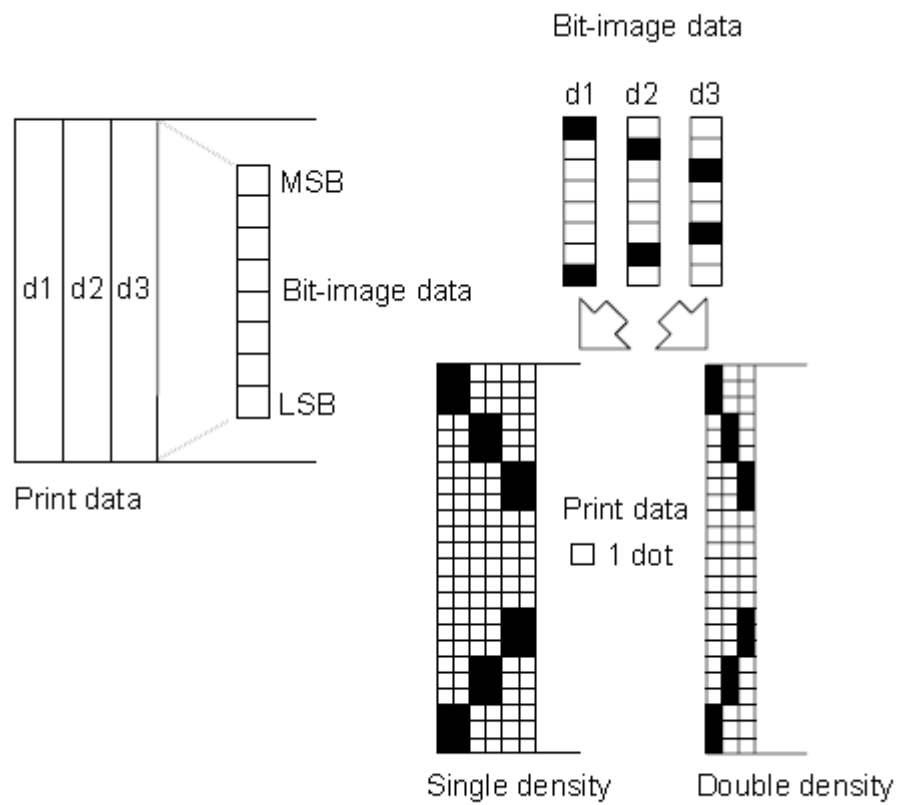 Bit-image data
d1 d2 d3
MSB
d1 d2 d3
Bit-image data
LSB
Print data
Print data
1 dot
Single density
Double density